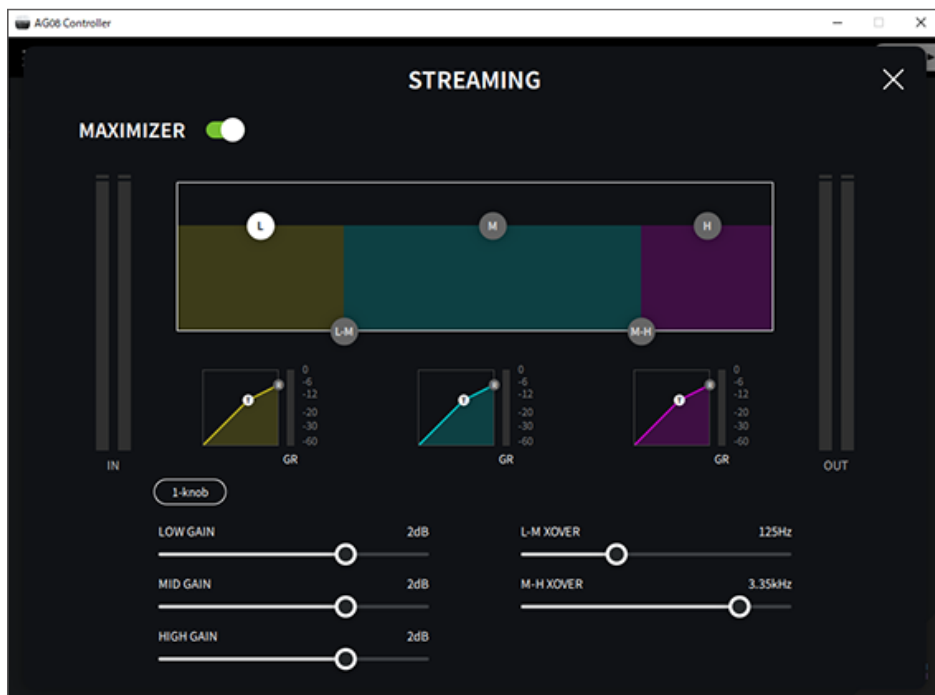 AG08 Controller
STREAMING
MAXIMIZER
L
M
H
L-M
M-H
T
R
0
-6
-12
-20
-30
-60
GR
T
R
0
-6
-12
-20
-30
-60
GR
T
R
0
-6
-12
-20
-30
-60
GR
IN
OUT
1-knob
LOW GAIN 2dB
L-M XOVER 125Hz
MID GAIN 2dB
M-H XOVER 3.35kHz
HIGH GAIN 2dB